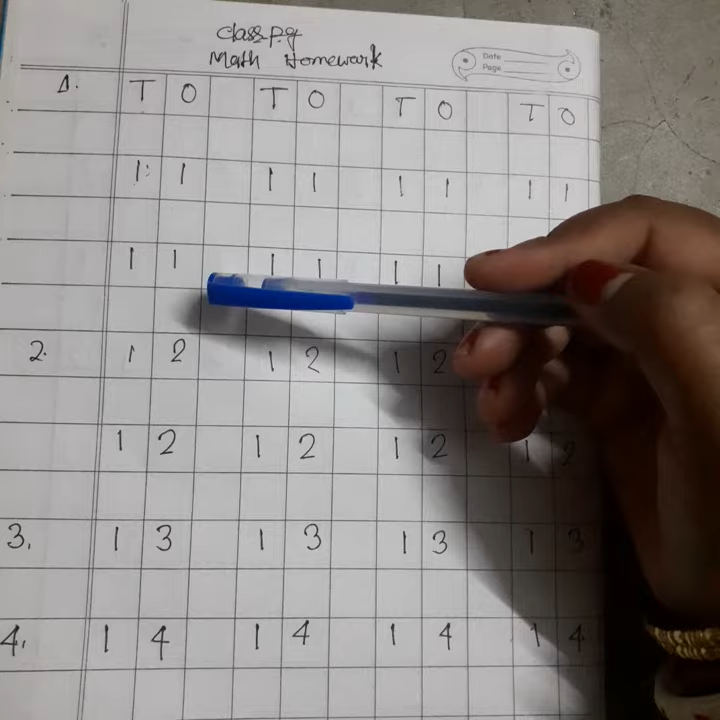 Class P.g
Math Homework
Date
Page
1. T O T O T O T O
1 1 1 1 1 1 1 1
1 1 1 1 1 1
2. 1 2 1 2 1 2
1 2 1 2 1 2 1 2
3. 1 3 1 3 1 3 1 3
4. 1 4 1 4 1 4 1 4